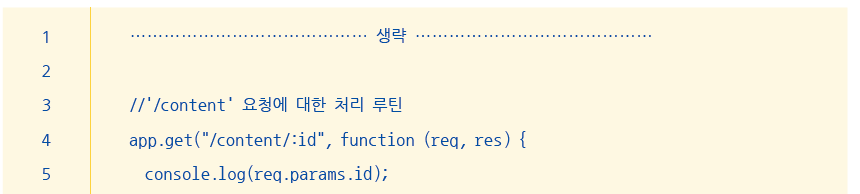 1 ………………………………………… 생략 …………………………………………
2
3 //'/content' 요청에 대한 처리 루틴
4 app.get("/content/:id", function (req, res) {
5 console.log(req.params.id);